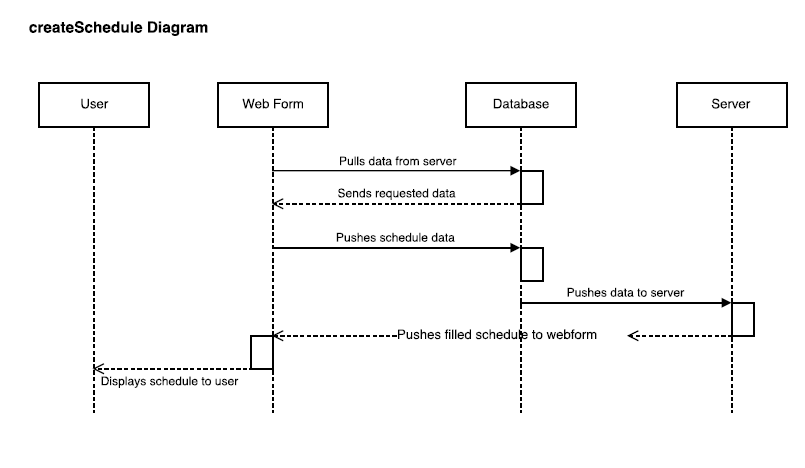 createSchedule Diagram
User
Web Form
Database
Server
Pulls data from server
Sends requested data
Pushes schedule data
Pushes data to server
Pushes filled schedule to webform
Displays schedule to user